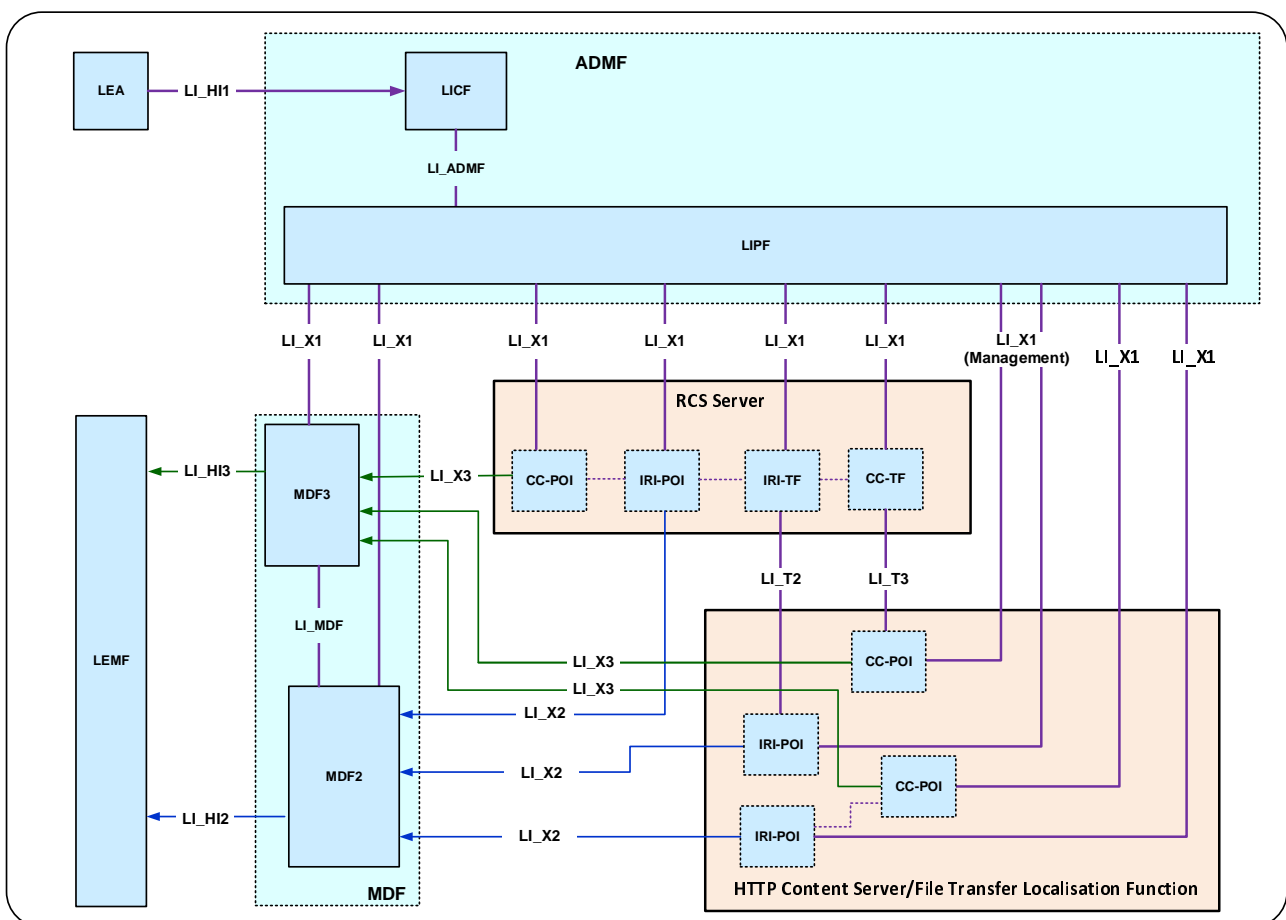 ADMF
LEA
LI_HI1
LICF
LI_ADMF
LIPF
LI_X1
LI_X1
LI_X1
LI_X1
LI_X1
LI_X1
LI_X1
(Management)
LI_X1
LI_X1
RCS Server
CC-POI
IRI-POI
IRI-TF
CC-TF
LI_HI3
MDF3
LI_X3
LI_T2
LI_T3
LI_MDF
LEMF
LI_X3
CC-POI
LI_X3
LI_X2
IRI-POI
MDF2
LI_X2
CC-POI
LI_HI2
LI_X2
IRI-POI
MDF
HTTP Content Server/File Transfer Localisation Function